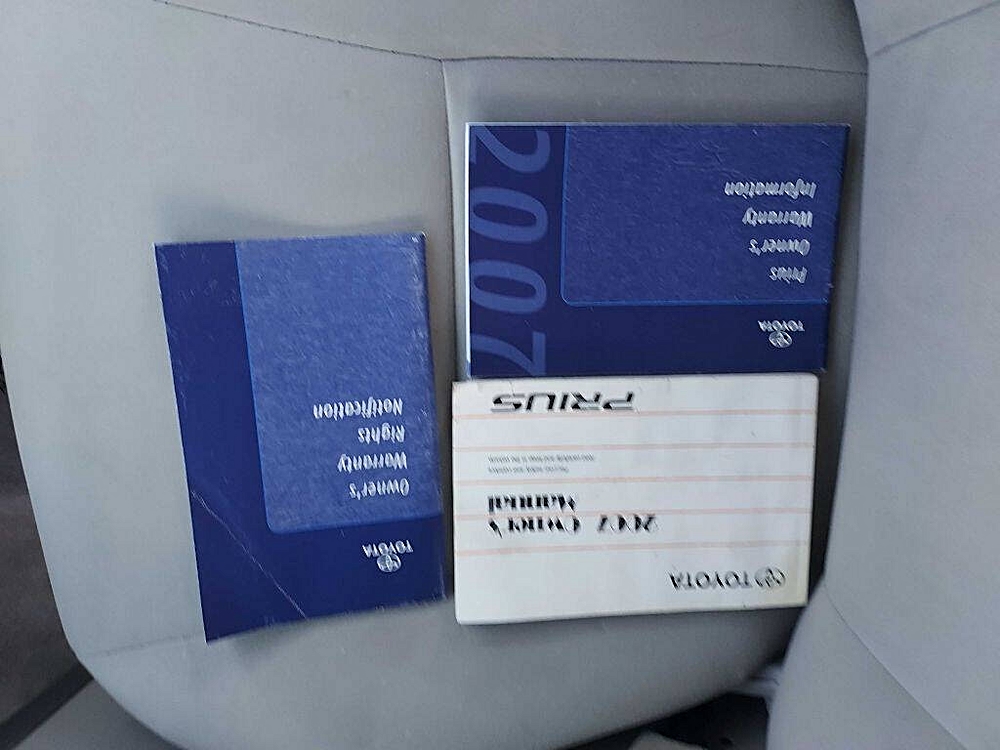 TOYOTA
Owner's
Warranty
Rights
Notification
TOYOTA
Prius
Owner's
Warranty
Information
2007
TOYOTA
2007 Owner's
Manual
PRIUS